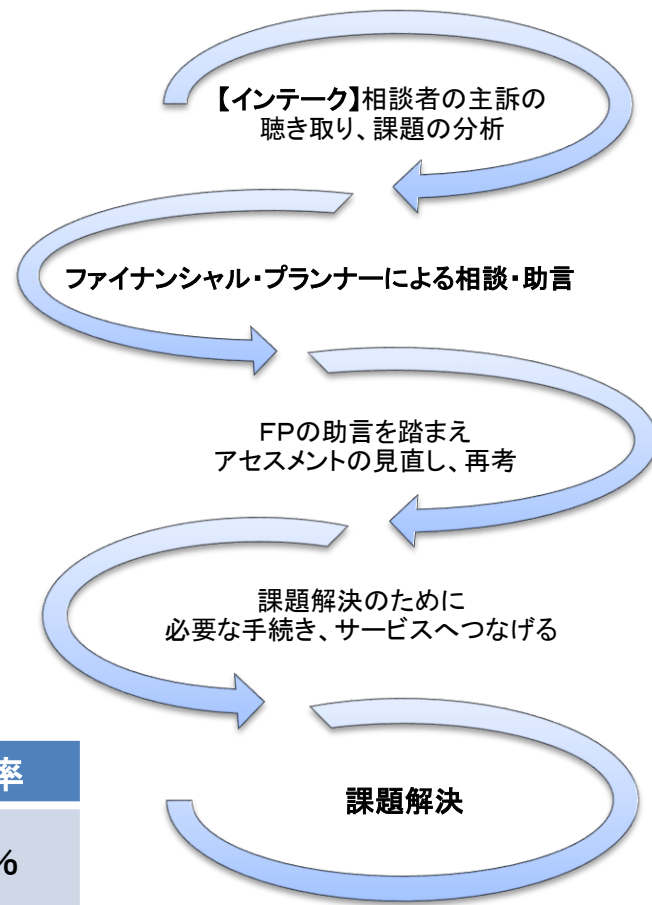 【インテーク】相談者の主訴の
聴き取り、課題の分析
ファイナンシャル・プランナーによる相談・助言
FPの助言を踏まえ
アセスメントの見直し、再考
課題解決のために
必要な手続き、サービスへつなげる
課題解決
率
%